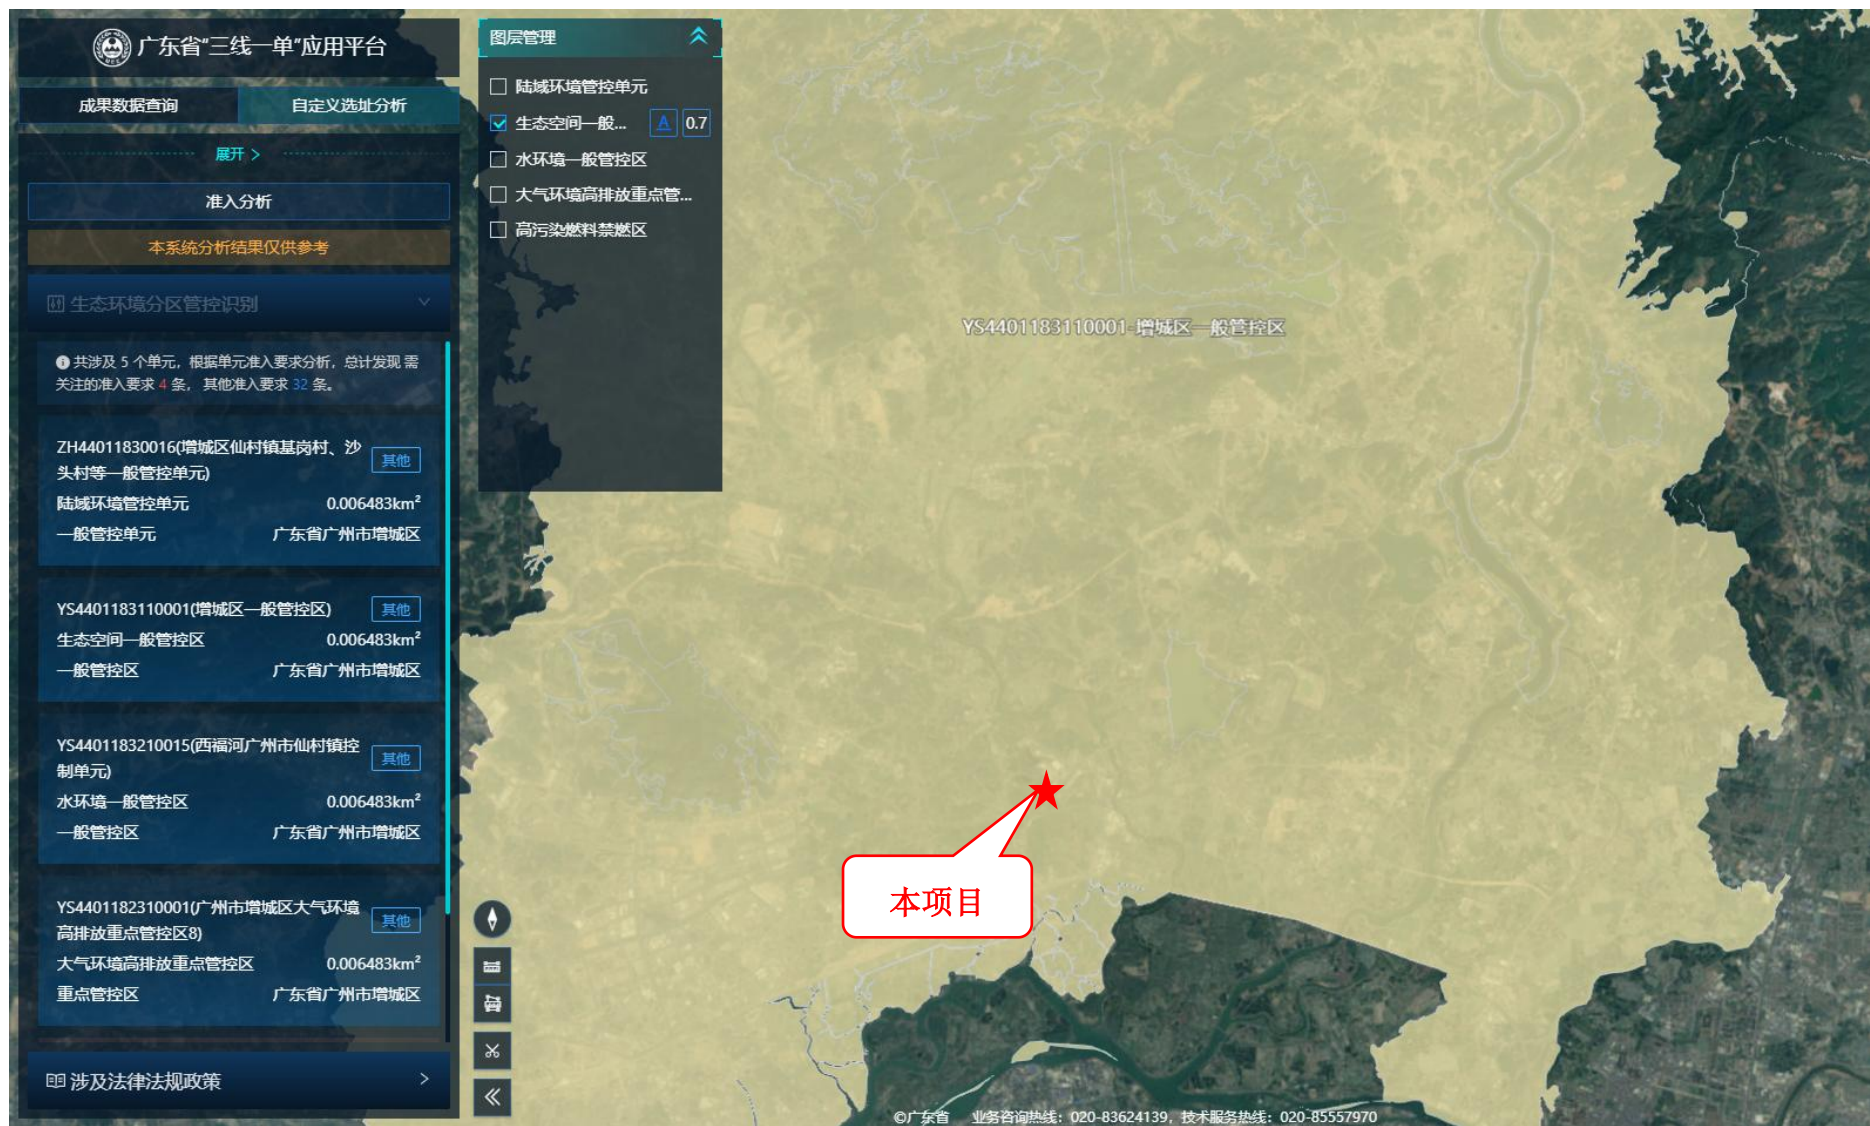 广东省“三线一单”应用平台
成果数据查询
自定义选址分析
展开 >
准入分析
本系统分析结果仅供参考
生态环境分区管控识别
共涉及 5 个单元，根据单元准入要求分析，总计发现 需
关注的准入要求 4 条， 其他准入要求 32 条。
ZH44011830016(增城区仙村镇基岗村、沙
头村等一般管控单元)
其他
陆域环境管控单元 0.006483km²
一般管控单元 广东省广州市增城区
YS4401183110001(增城区一般管控区) 其他
生态空间一般管控区 0.006483km²
一般管控区 广东省广州市增城区
YS4401183210015(西福河广州市仙村镇控
制单元)
其他
水环境一般管控区 0.006483km²
一般管控区 广东省广州市增城区
YS4401182310001(广州市增城区大气环境
高排放重点管控区8)
其他
大气环境高排放重点管控区 0.006483km²
重点管控区 广东省广州市增城区
涉及法律法规政策 >
图层管理
陆域环境管控单元
生态空间一般... A 0.7
水环境一般管控区
大气环境高排放重点管...
高污染燃料禁燃区
YS4401183110001-增城区一般管控区
本项目
©广东省 业务咨询热线：020-83624139，技术服务热线：020-85557970